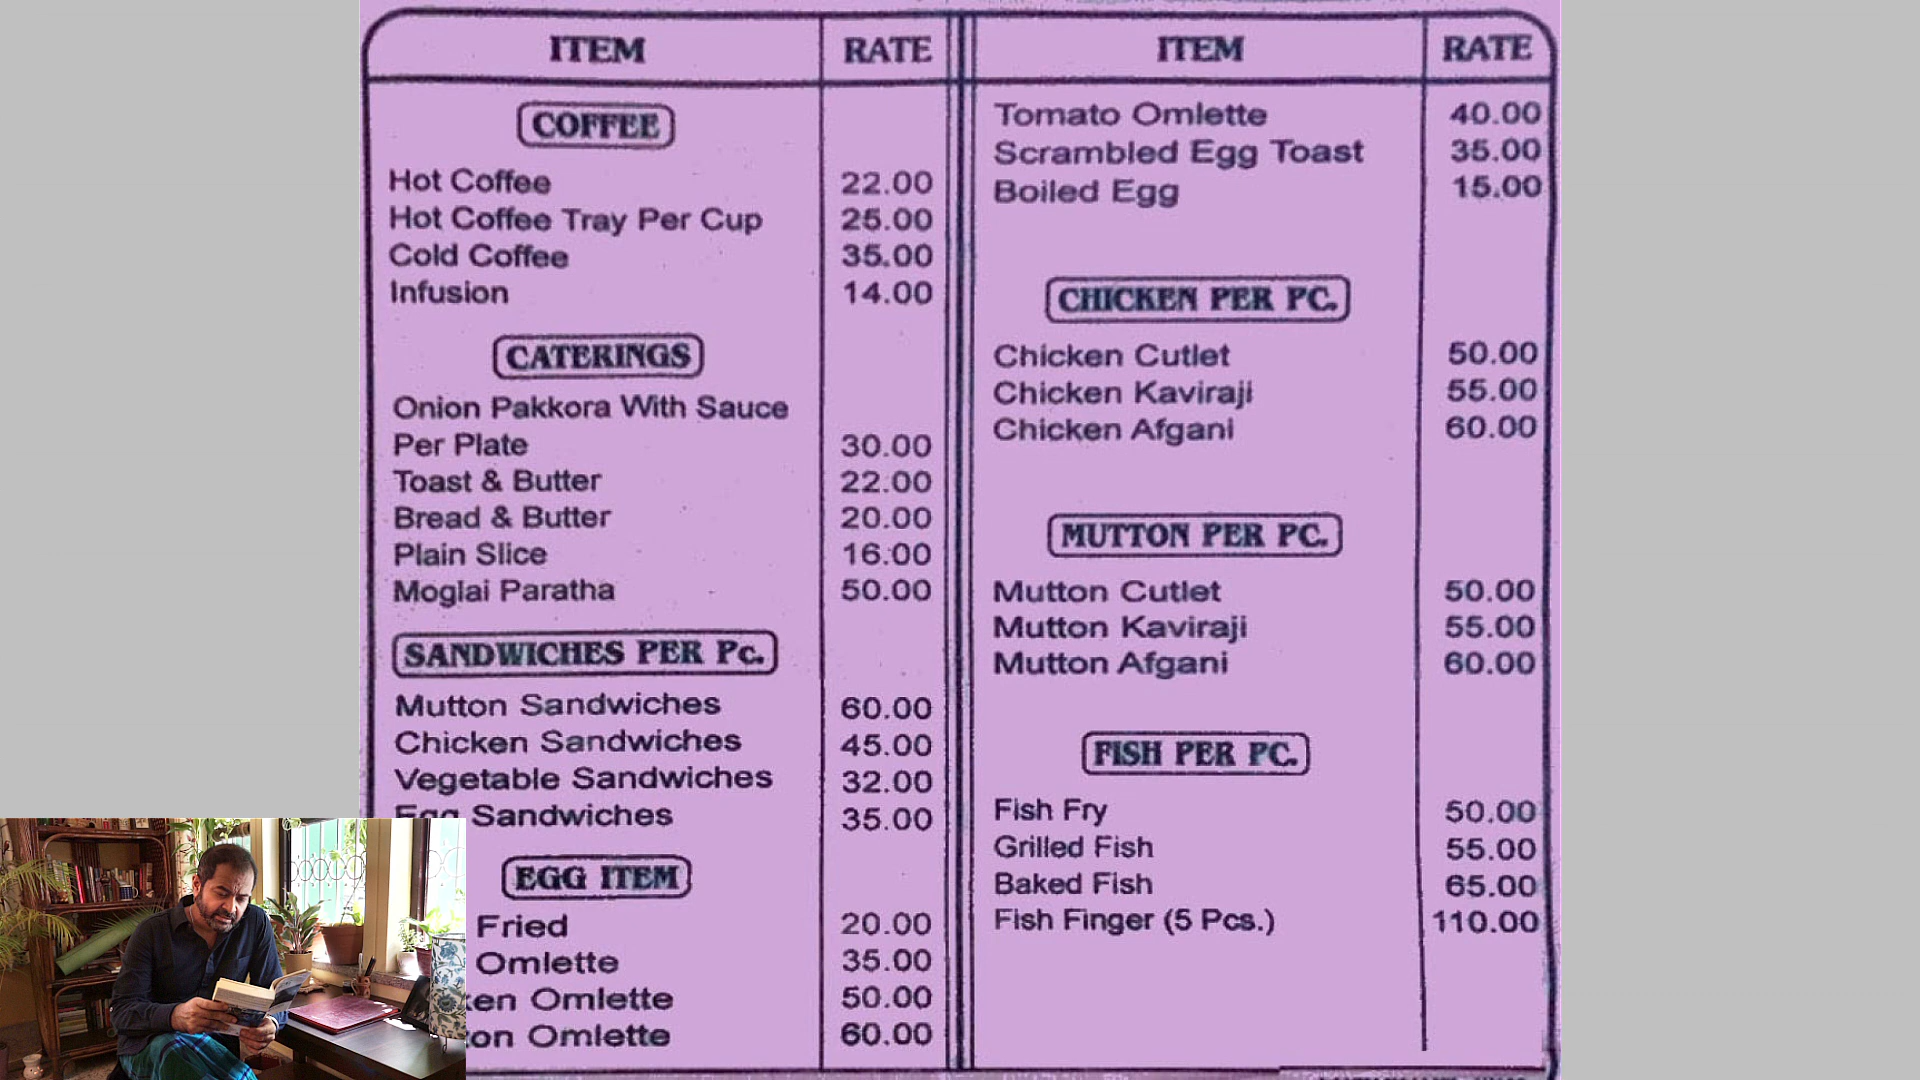 ITEM RATE
COFFEE
Hot Coffee 22.00
Hot Coffee Tray Per Cup 25.00
Cold Coffee 35.00
Infusion 14.00
CATERINGS
Onion Pakkora With Sauce
Per Plate 30.00
Toast & Butter 22.00
Bread & Butter 20.00
Plain Slice 16.00
Moglai Paratha 50.00
SANDWICHES PER Pc.
Mutton Sandwiches 60.00
Chicken Sandwiches 45.00
Vegetable Sandwiches 32.00
Egg Sandwiches 35.00
EGG ITEM
Fried 20.00
Omlette 35.00
Omlette 50.00
Omlette 60.00
ITEM RATE
Tomato Omlette 40.00
Scrambled Egg Toast 35.00
Boiled Egg 15.00
CHICKEN PER PC.
Chicken Cutlet 50.00
Chicken Kaviraji 55.00
Chicken Afgani 60.00
MUTTON PER PC.
Mutton Cutlet 50.00
Mutton Kaviraji 55.00
Mutton Afgani 60.00
FISH PER PC.
Fish Fry 50.00
Grilled Fish 55.00
Baked Fish 65.00
Fish Finger (5 Pcs.) 110.00